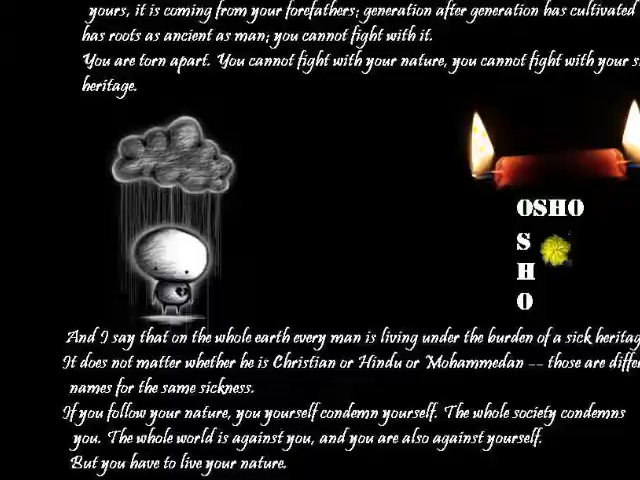 yours, it is coming from your forefathers; generation after generation has cultivated
has roots as ancient as man; you cannot fight with it.
You are torn apart. You cannot fight with your nature, you cannot fight with your
heritage.
OSHO
S
H
O
And I say that on the whole earth every man is living under the burden of a sick
It does not matter whether he is Christian or Hindu or Mohammedan -- those are
names for the same sickness.
If you follow your nature, you yourself condemn yourself. The whole society condemns
you. The whole world is against you, and you are also against yourself.
But you have to live your nature.